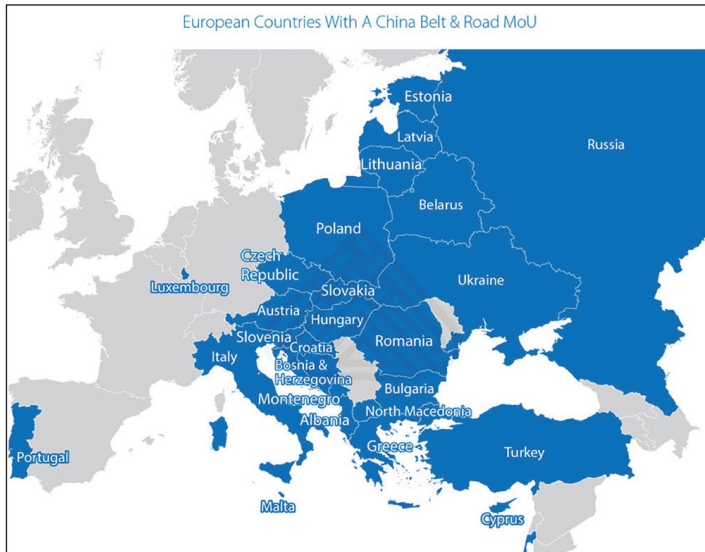 European Countries With A China Belt & Road MoU
Estonia
Latvia
Russia
Lithuania
Belarus
Poland
Czech
Republic
Luxembourg
Ukraine
Slovakia
Austria
Hungary
Slovenia
Romania
Croatia
Italy
Bosnia &
Herzegovina
Bulgaria
Montenegro
North Macedonia
Albania
Greece
Turkey
Portugal
Malta
Cyprus